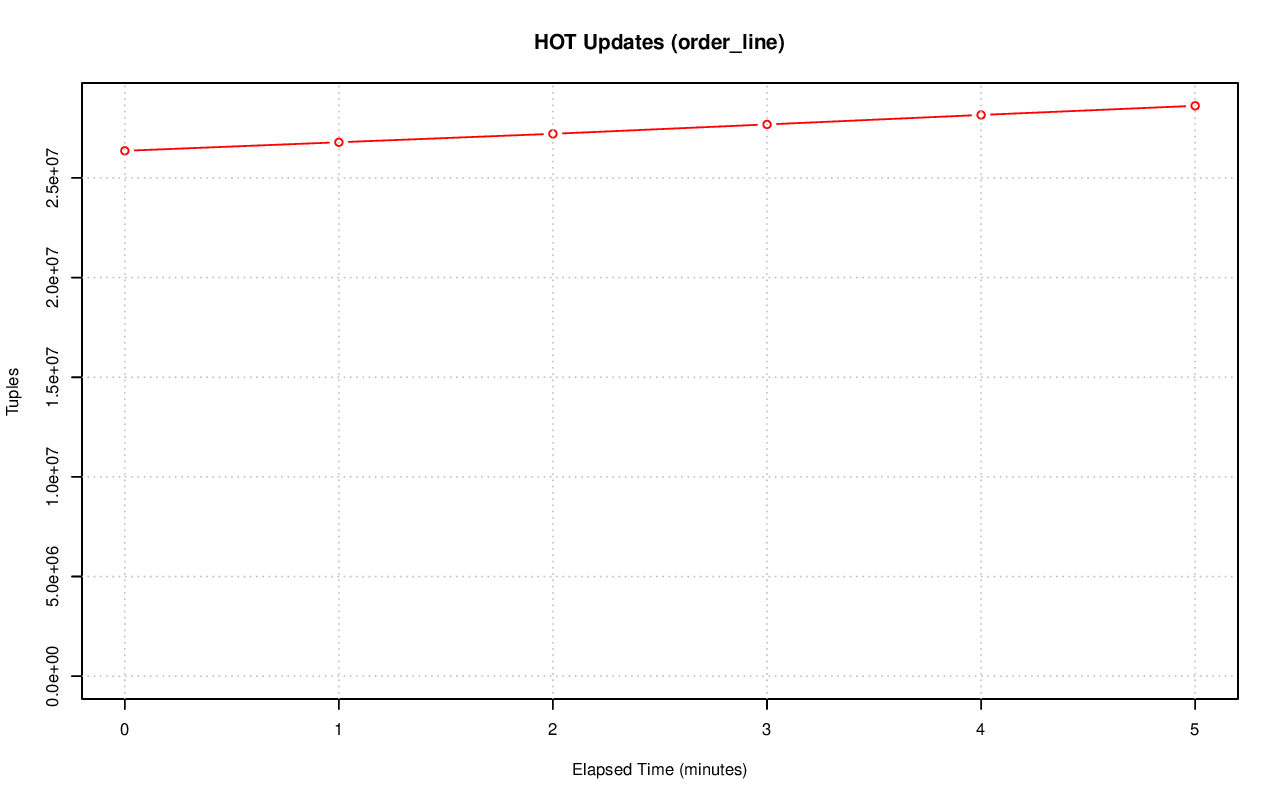 HOT Updates (order_line)
Tuples
2.5e+07
2.0e+07
1.5e+07
1.0e+07
5.0e+06
0.0e+00
0 1 2 3 4 5
Elapsed Time (minutes)